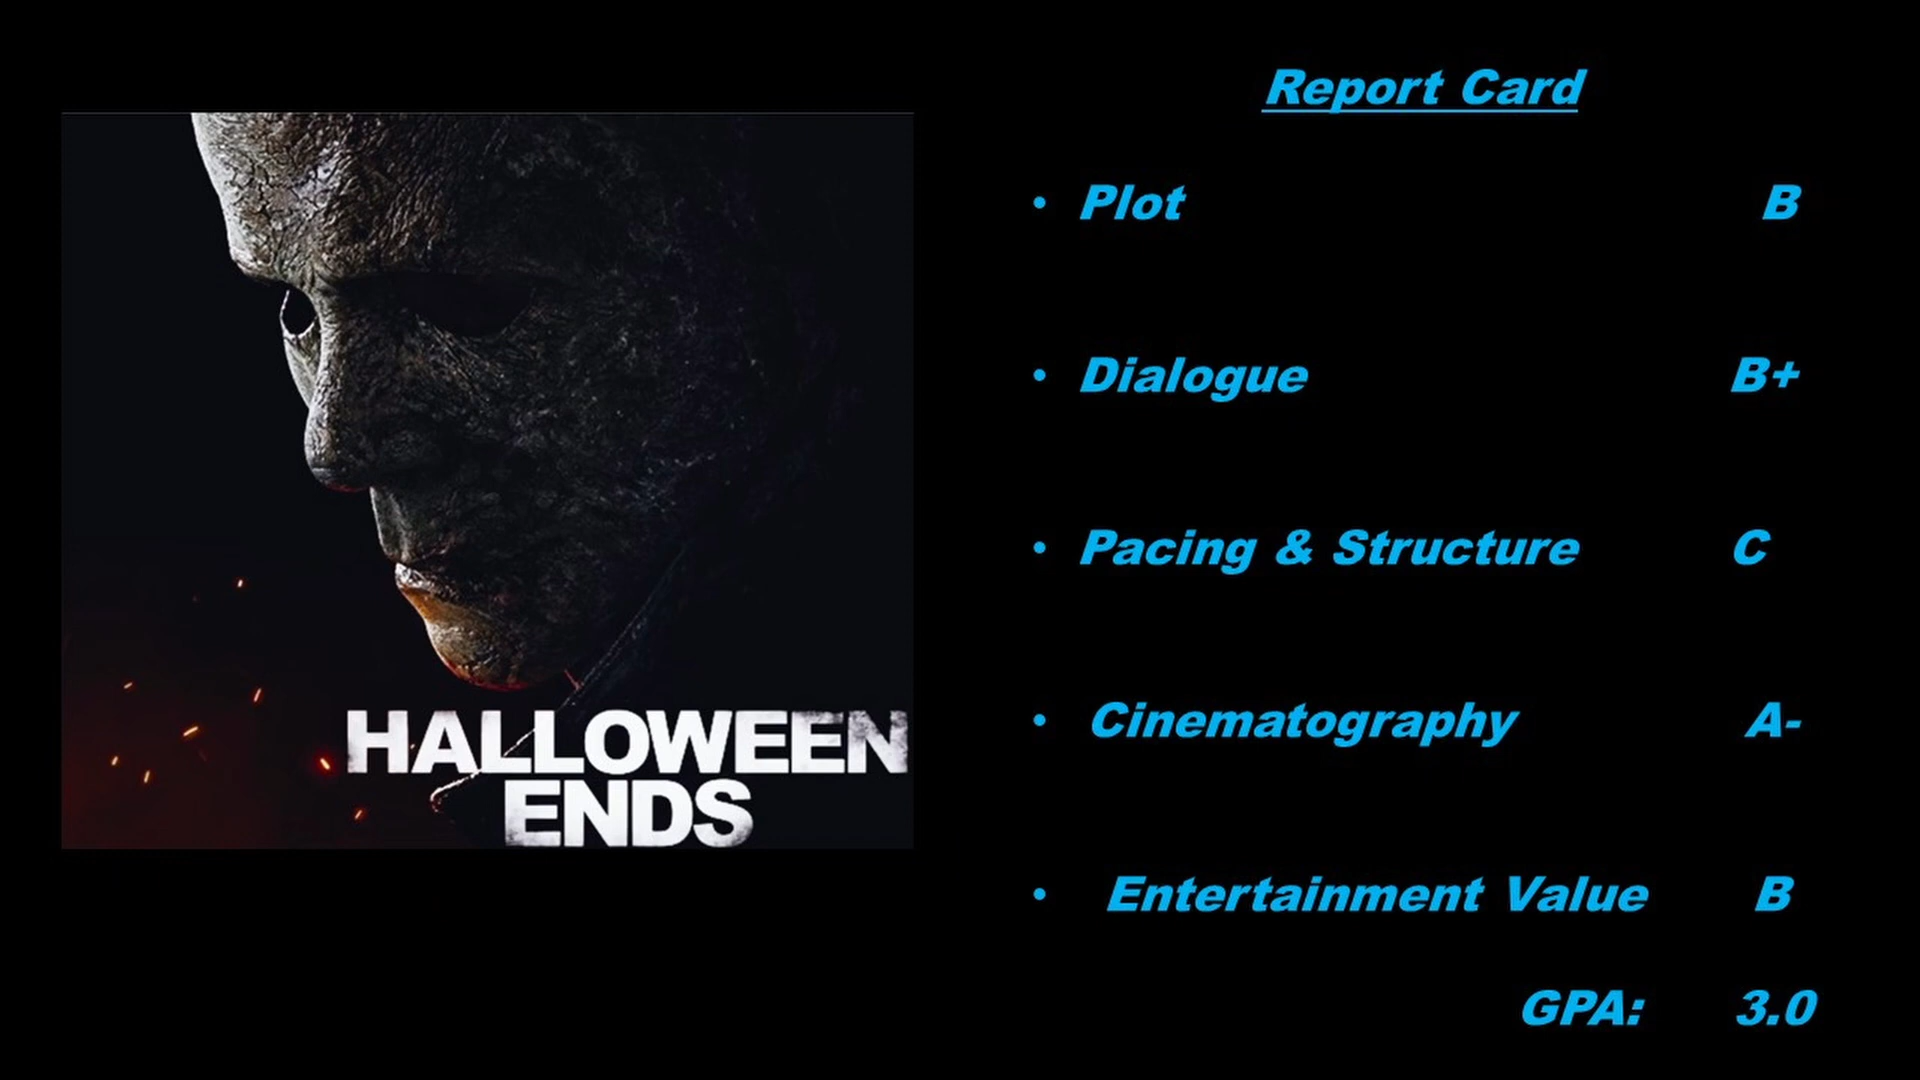 Report Card
• Plot B
• Dialogue B+
• Pacing & Structure C
• Cinematography A-
• Entertainment Value B
GPA: 3.0
HALLOWEEN
ENDS